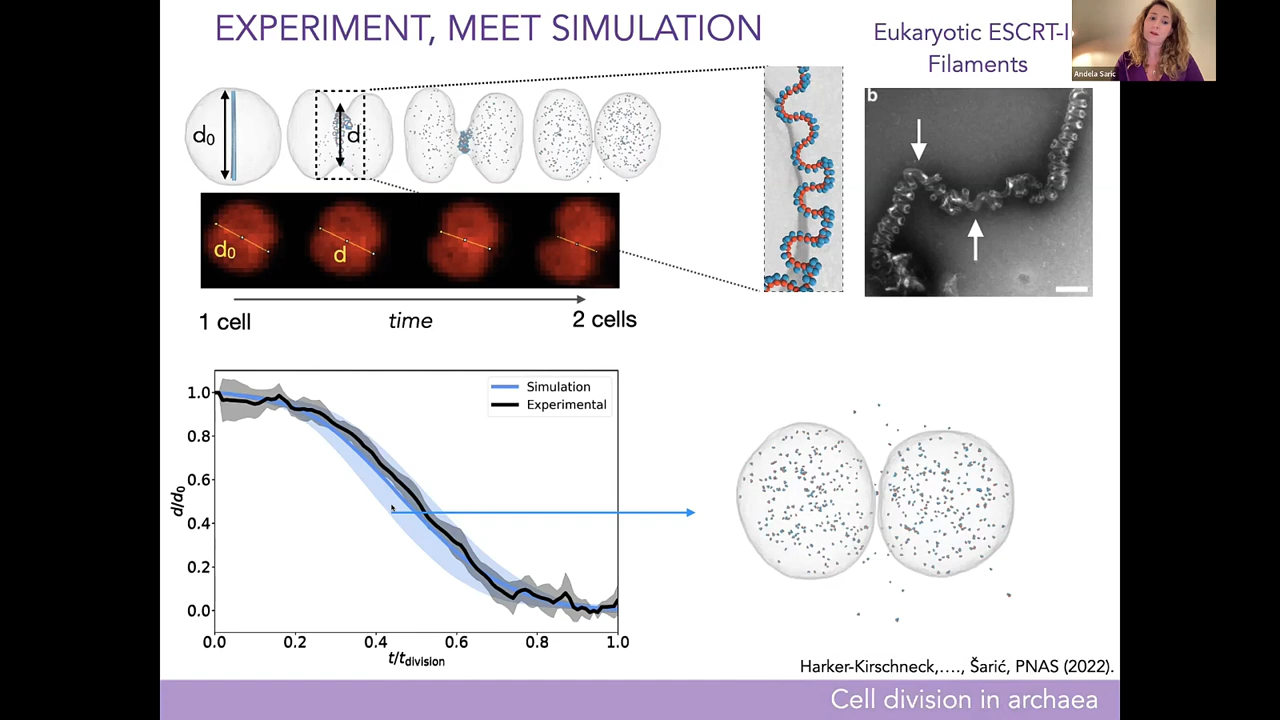 EXPERIMENT, MEET SIMULATION
Eukaryotic ESCRT-I
Filaments
Andela Saric
d₀
d
b
d₀
d
1 cell
time
2 cells
Simulation
Experimental
1.0
0.8
0.6
0.4
0.2
0.0
d/d₀
0.0 0.2 0.4 0.6 0.8 1.0
t/t_division
Harker-Kirschneck,...., Šarić, PNAS (2022).
Cell division in archaea